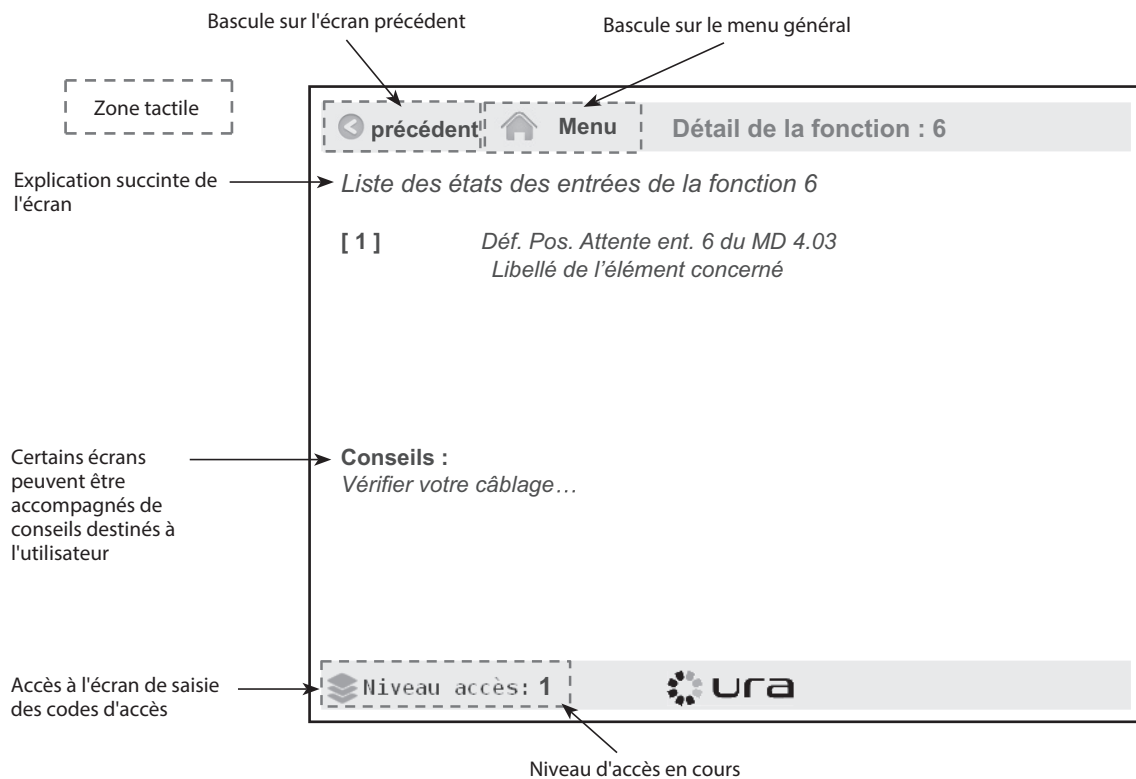 Bascule sur l'écran précédent
Bascule sur le menu général
Zone tactile
précédent
Menu
Détail de la fonction : 6
Explication succinte de
l'écran
Liste des états des entrées de la fonction 6
[ 1 ] Déf. Pos. Attente ent. 6 du MD 4.03
Libellé de l’élément concerné
Certains écrans
peuvent être
accompagnés de
conseils destinés à
l'utilisateur
Conseils :
Vérifier votre câblage…
Accès à l'écran de saisie
des codes d'accès
Niveau accès: 1
ura
Niveau d'accès en cours